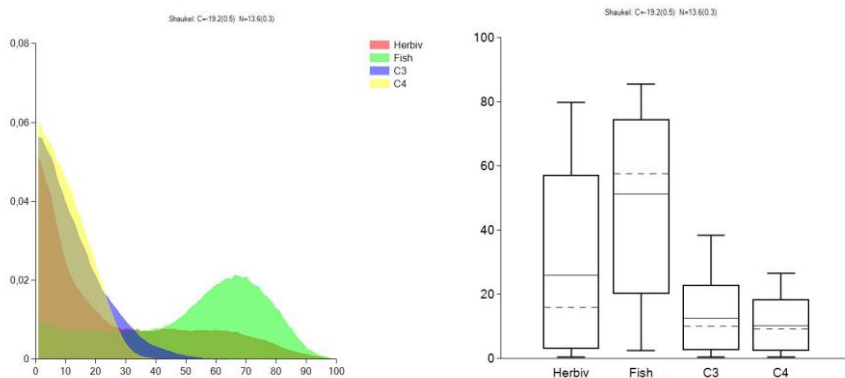 Shaukel: C=-19.2(0.5) N=13.6(0.3)
0,08
0,06
0,04
0,02
0
0 10 20 30 40 50 60 70 80 90 100
Herbiv
Fish
C3
C4
Shaukel: C=-19.2(0.5) N=13.6(0.3)
100
80
60
40
20
0
Herbiv Fish C3 C4